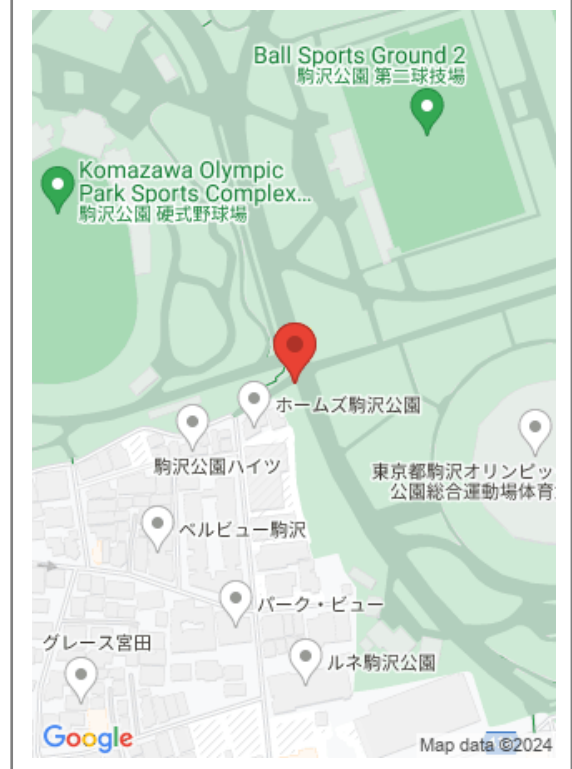 Ball Sports Ground 2
駒沢公園 第二球技場
Komazawa Olympic
Park Sports Complex...
駒沢公園 硬式野球場
ホームズ駒沢公園
駒沢公園ハイツ
東京都駒沢オリンピッ
公園総合運動場体育
ベルビュー駒沢
パーク・ビュー
グレース宮田
ルネ駒沢公園
Google
Map data ©2024